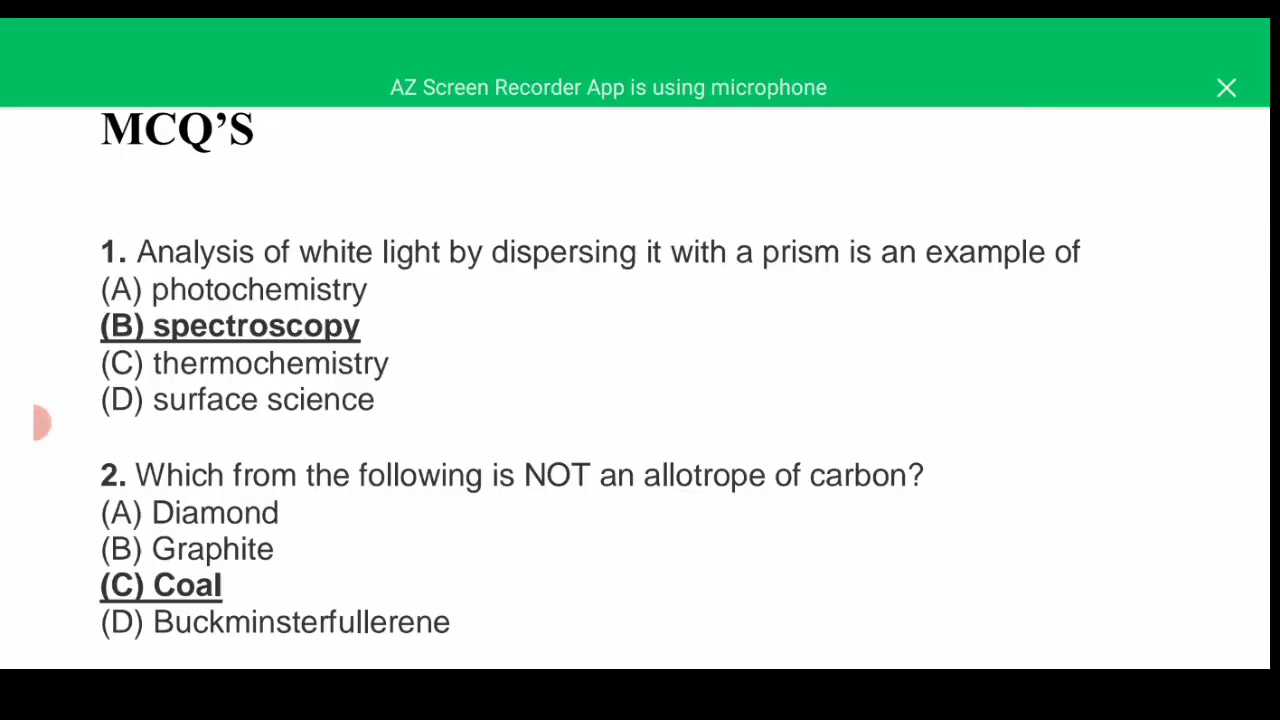 AZ Screen Recorder App is using microphone
MCQ’S
1. Analysis of white light by dispersing it with a prism is an example of
(A) photochemistry
(B) spectroscopy
(C) thermochemistry
(D) surface science
2. Which from the following is NOT an allotrope of carbon?
(A) Diamond
(B) Graphite
(C) Coal
(D) Buckminsterfullerene